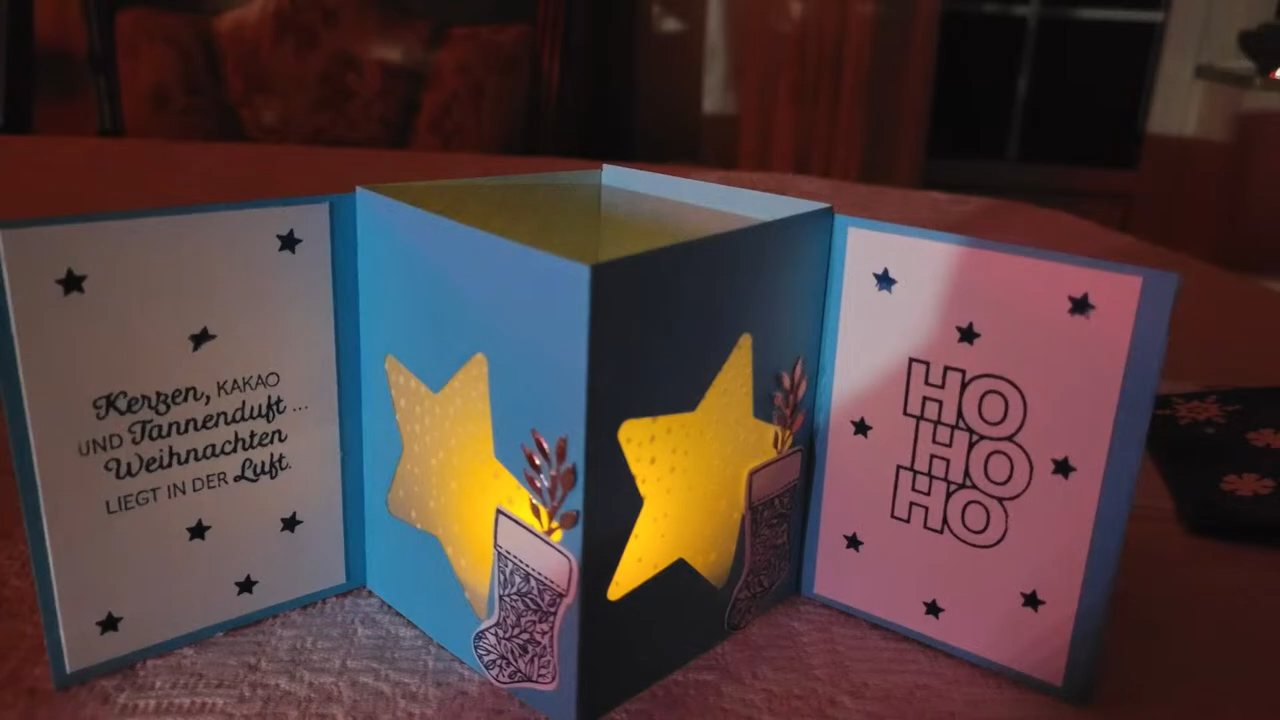 Kerzen, KAKAO
UND Tannenduft ...
Weihnachten
LIEGT IN DER Luft.
HO
HO
HO